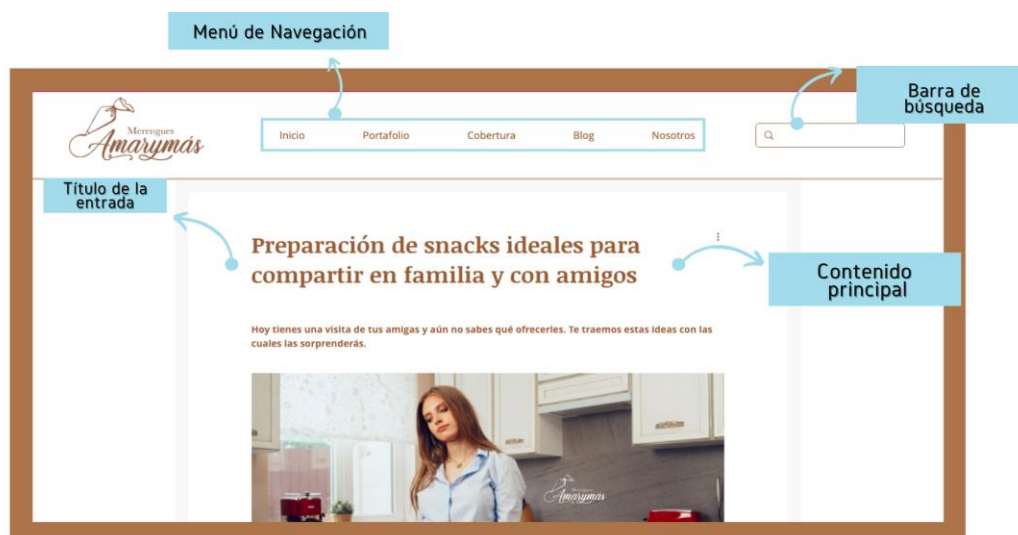 Menú de Navegación
Barra de
búsqueda
Merengues
Amarymás
Inicio Portafolio Cobertura Blog Nosotros
Título de la
entrada
Preparación de snacks ideales para
compartir en familia y con amigos
Contenido
principal
Hoy tienes una visita de tus amigas y aún no sabes qué ofrecerles. Te traemos estas ideas con las
cuales las sorprenderás.
Merengues
Amarymás